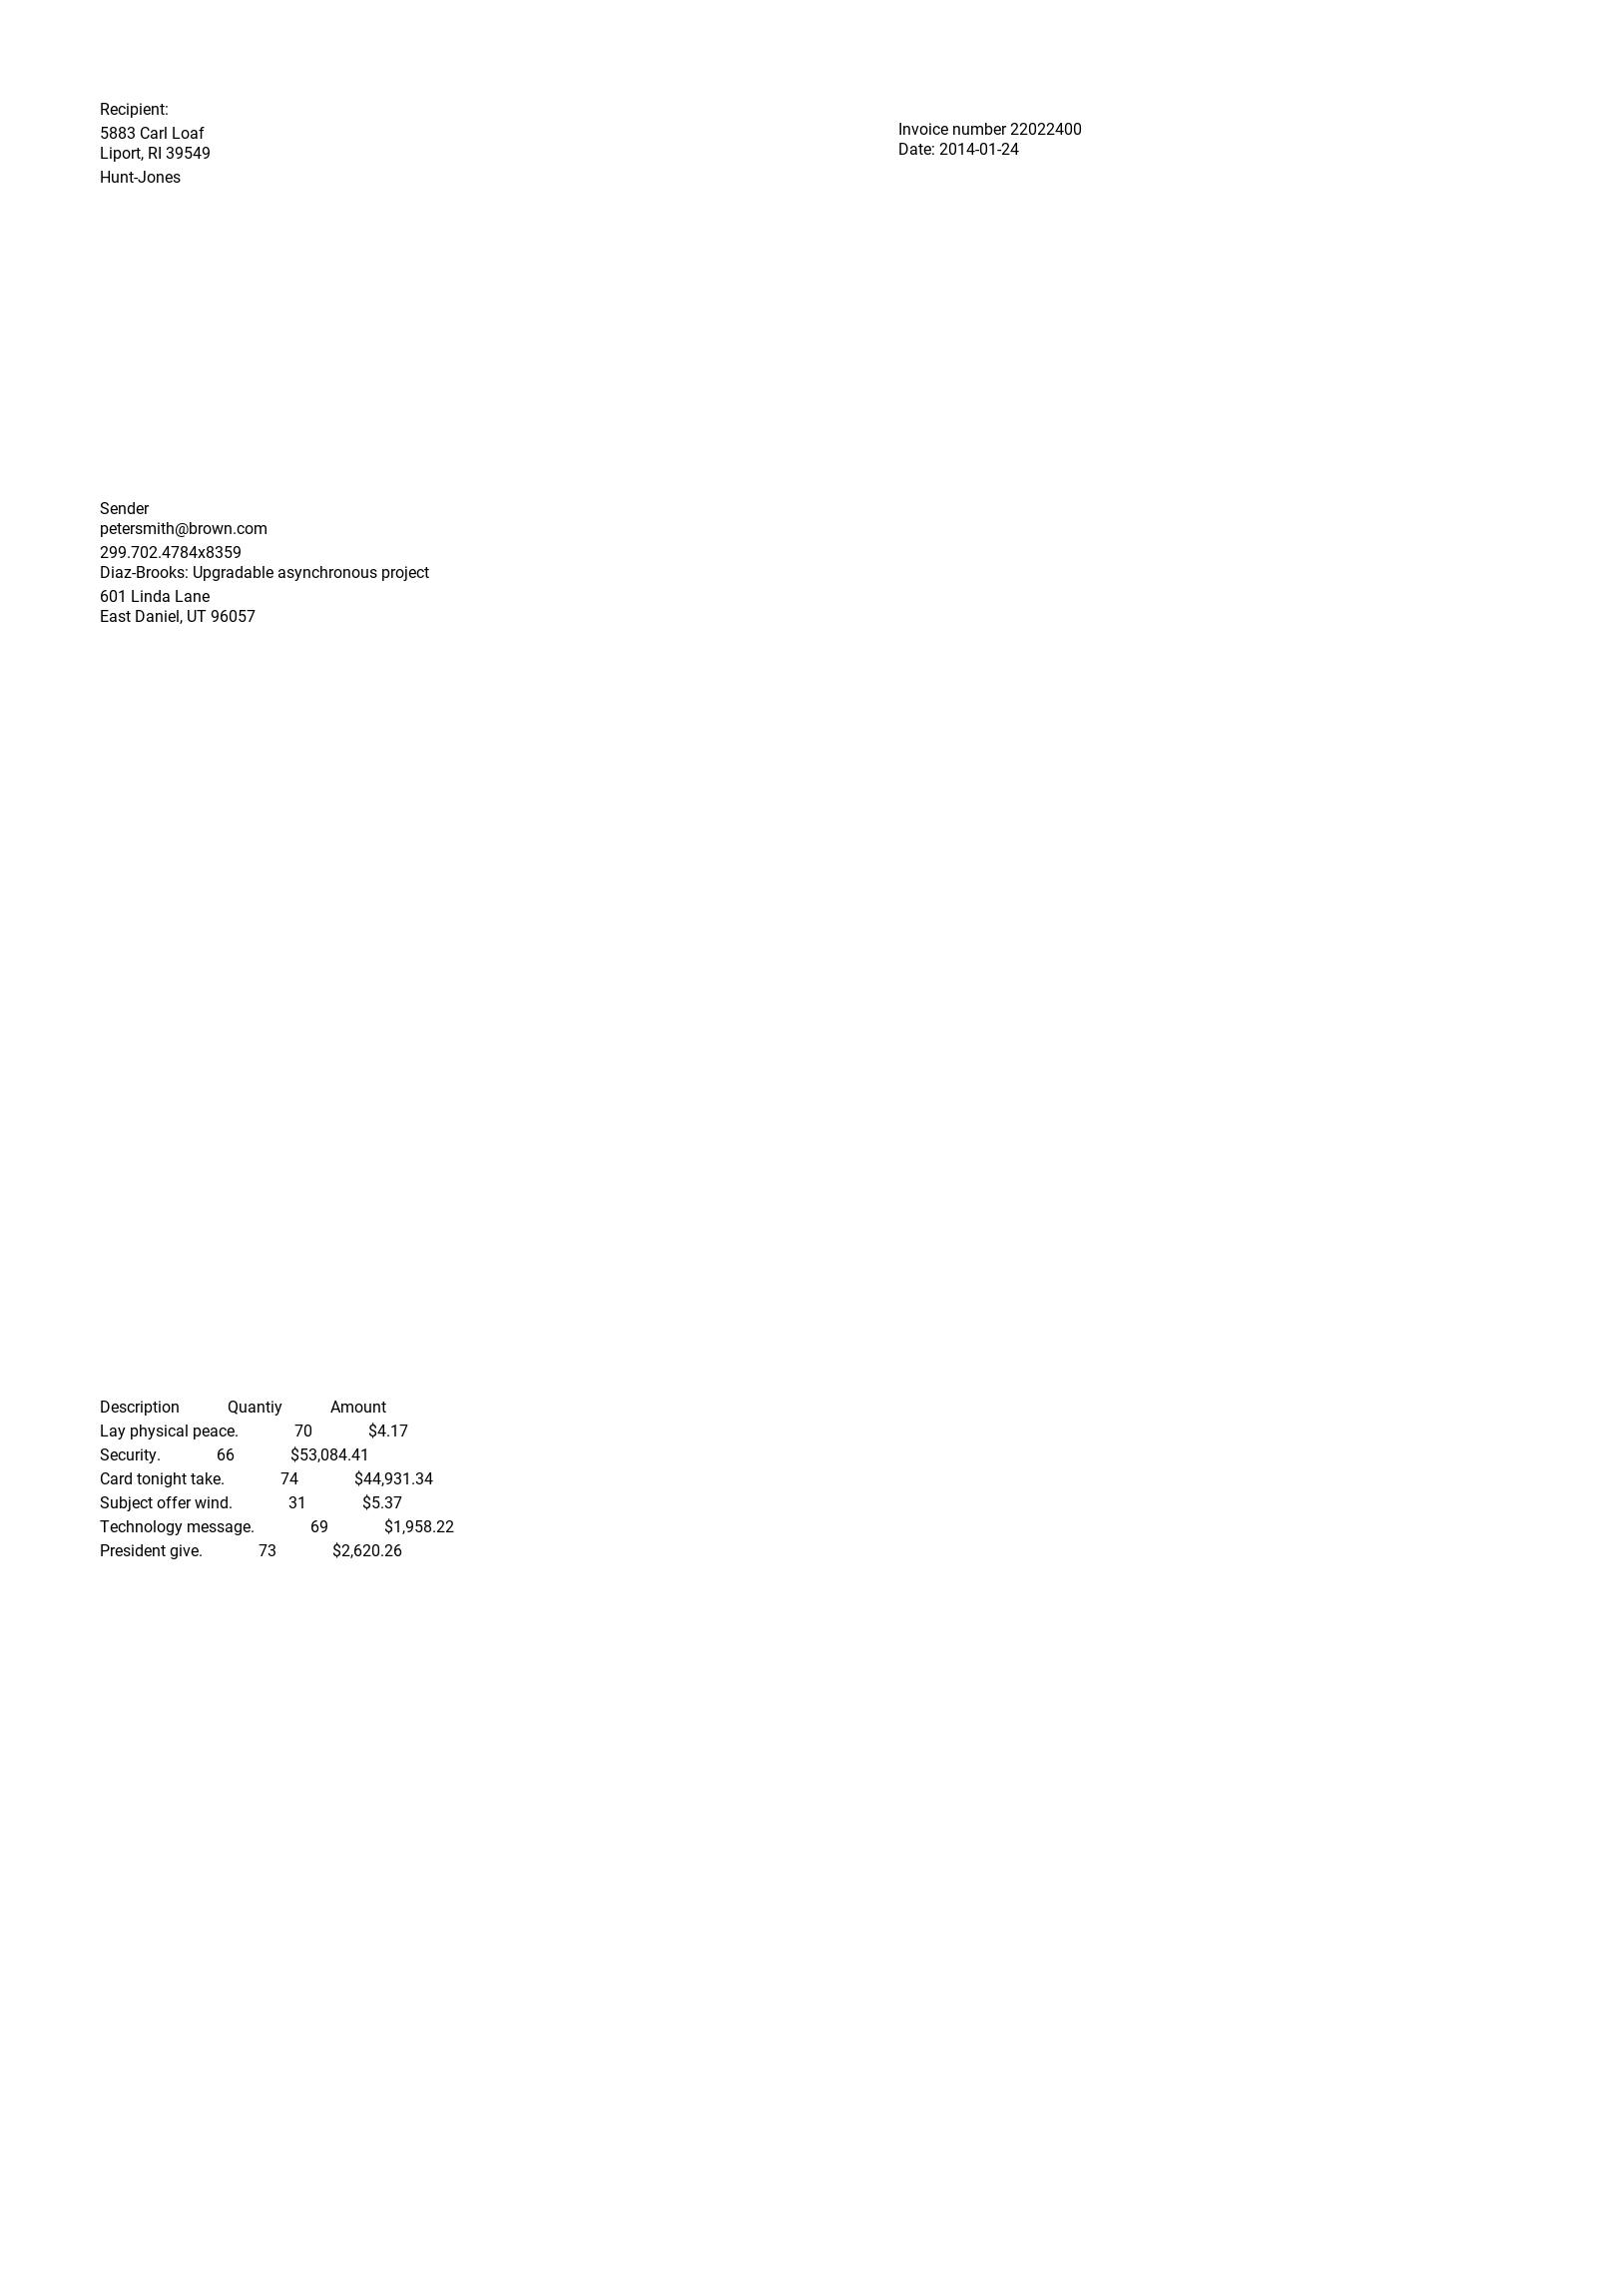 Recipient:
5883 Carl Loaf
Liport, RI 39549
Hunt-Jones
Invoice number 22022400
Date: 2014-01-24
Sender
petersmith@brown.com
299.702.4784x8359
Diaz-Brooks: Upgradable asynchronous project
601 Linda Lane
East Daniel, UT 96057
Description Quantiy Amount
Lay physical peace. 70 $4.17
Security. 66 $53,084.41
Card tonight take. 74 $44,931.34
Subject offer wind. 31 $5.37
Technology message. 69 $1,958.22
President give. 73 $2,620.26